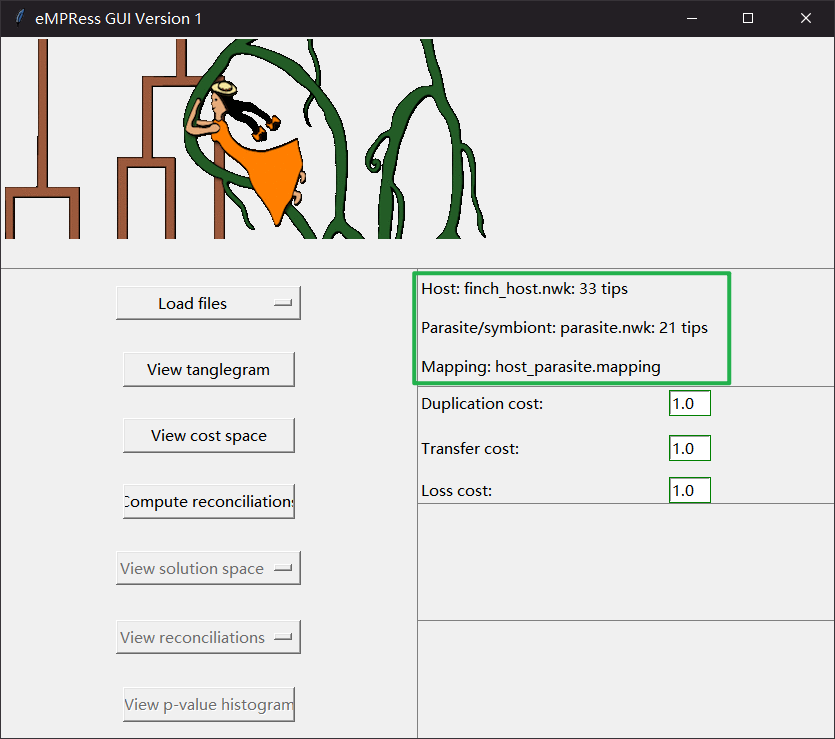 eMPRess GUI Version 1
Load files
View tanglegram
View cost space
Compute reconciliations
View solution space
View reconciliations
View p-value histogram
Host: finch_host.nwk: 33 tips
Parasite/symbiont: parasite.nwk: 21 tips
Mapping: host_parasite.mapping
Duplication cost: 1.0
Transfer cost: 1.0
Loss cost: 1.0